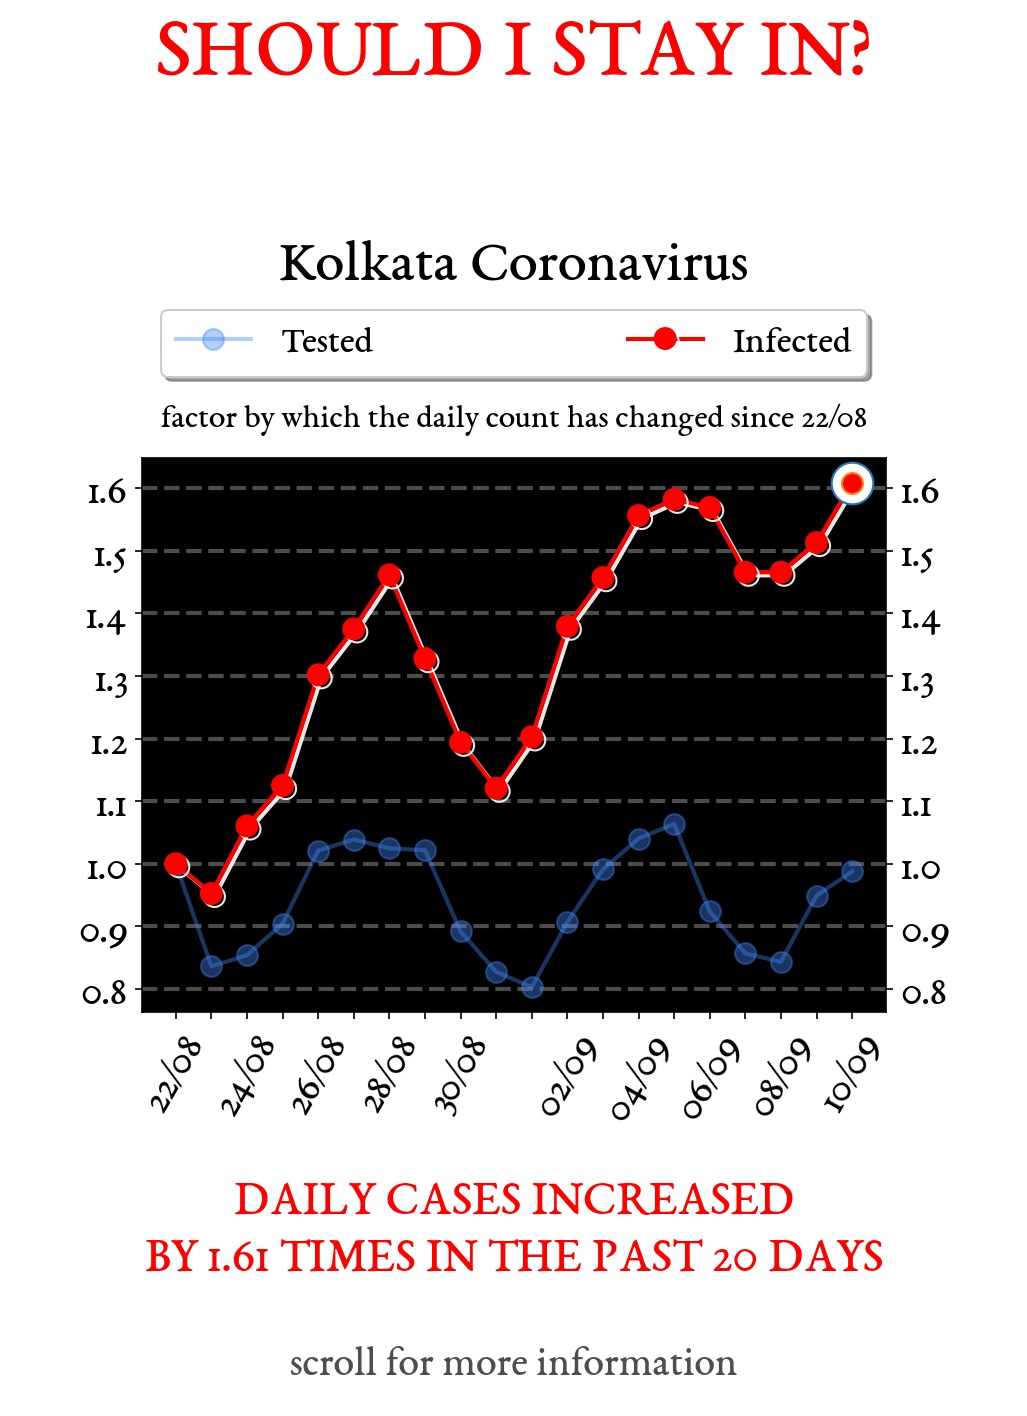 SHOULD I STAY IN?
Kolkata Coronavirus
Tested Infected
factor by which the daily count has changed since 22/08
1.6 1.6
1.5 1.5
1.4 1.4
1.3 1.3
1.2 1.2
1.1 1.1
1.0 1.0
0.9 0.9
0.8 0.8
22/08 24/08 26/08 28/08 30/08 02/09 04/09 06/09 08/09 10/09
DAILY CASES INCREASED
BY 1.61 TIMES IN THE PAST 20 DAYS
scroll for more information